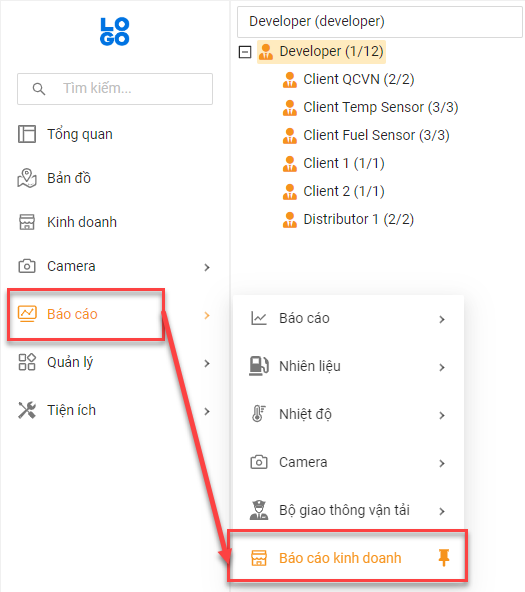 LO
GO
Tìm kiếm...
Tổng quan
Bản đồ
Kinh doanh
Camera
Báo cáo
Quản lý
Tiện ích
Developer (developer)
Developer (1/12)
Client QCVN (2/2)
Client Temp Sensor (3/3)
Client Fuel Sensor (3/3)
Client 1 (1/1)
Client 2 (1/1)
Distributor 1 (2/2)
Báo cáo
Nhiên liệu
Nhiệt độ
Camera
Bộ giao thông vận tải
Báo cáo kinh doanh